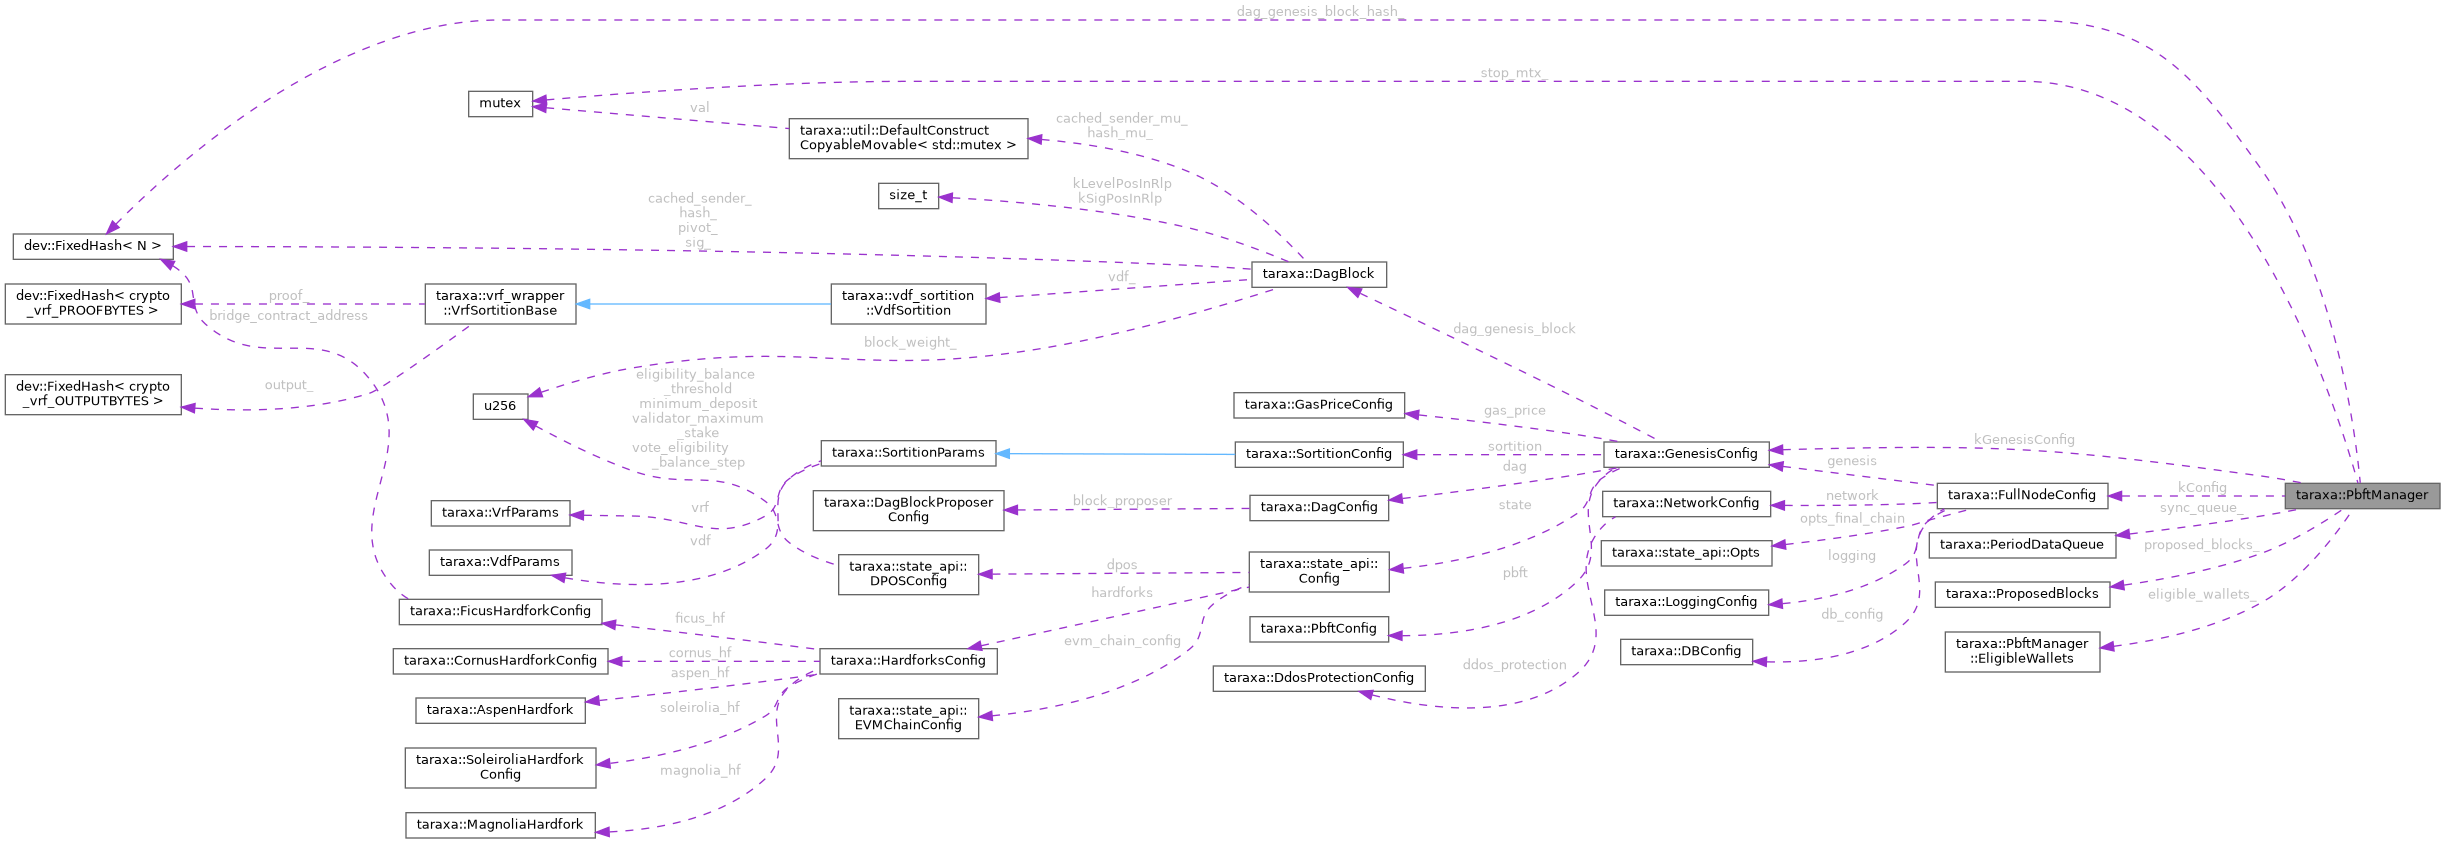 dag_genesis_block_hash_
stop_mtx_
mutex
val
cached_sender_mu_
hash_mu_
taraxa::util::DefaultConstruct
CopyableMovable< std::mutex >
kLevelPosInRlp
kSigPosInRlp
size_t
cached_sender_
hash_
pivot_
sig_
dev::FixedHash< N >
taraxa::DagBlock
vdf_
dev::FixedHash< crypto
_vrf_PROOFBYTES >
proof_
bridge_contract_address
taraxa::vrf_wrapper
::VrfSortitionBase
taraxa::vdf_sortition
::VdfSortition
dag_genesis_block
block_weight_
dev::FixedHash< crypto
_vrf_OUTPUTBYTES >
output_
u256
eligibility_balance
_threshold
minimum_deposit
validator_maximum
_stake
vote_eligibility
_balance_step
taraxa::GasPriceConfig
gas_price
taraxa::SortitionParams
taraxa::SortitionConfig
sortition
taraxa::GenesisConfig
kGenesisConfig
genesis
dag
taraxa::VrfParams
vrf
taraxa::DagBlockProposer
Config
block_proposer
taraxa::DagConfig
state
taraxa::NetworkConfig
network
taraxa::FullNodeConfig
kConfig
taraxa::PbftManager
sync_queue_
opts_final_chain
taraxa::VdfParams
vdf
taraxa::state_api::
DPOSConfig
dpos
taraxa::state_api::
Config
taraxa::state_api::Opts
taraxa::PeriodDataQueue
proposed_blocks_
logging
pbft
hardforks
taraxa::FicusHardforkConfig
ficus_hf
taraxa::LoggingConfig
taraxa::ProposedBlocks
eligible_wallets_
db_config
taraxa::PbftConfig
evm_chain_config
taraxa::CornusHardforkConfig
cornus_hf
taraxa::HardforksConfig
taraxa::DBConfig
taraxa::PbftManager
::EligibleWallets
aspen_hf
taraxa::DdosProtectionConfig
ddos_protection
taraxa::AspenHardfork
soleirolia_hf
taraxa::state_api::
EVMChainConfig
taraxa::SoleiroliaHardfork
Config
magnolia_hf
taraxa::MagnoliaHardfork